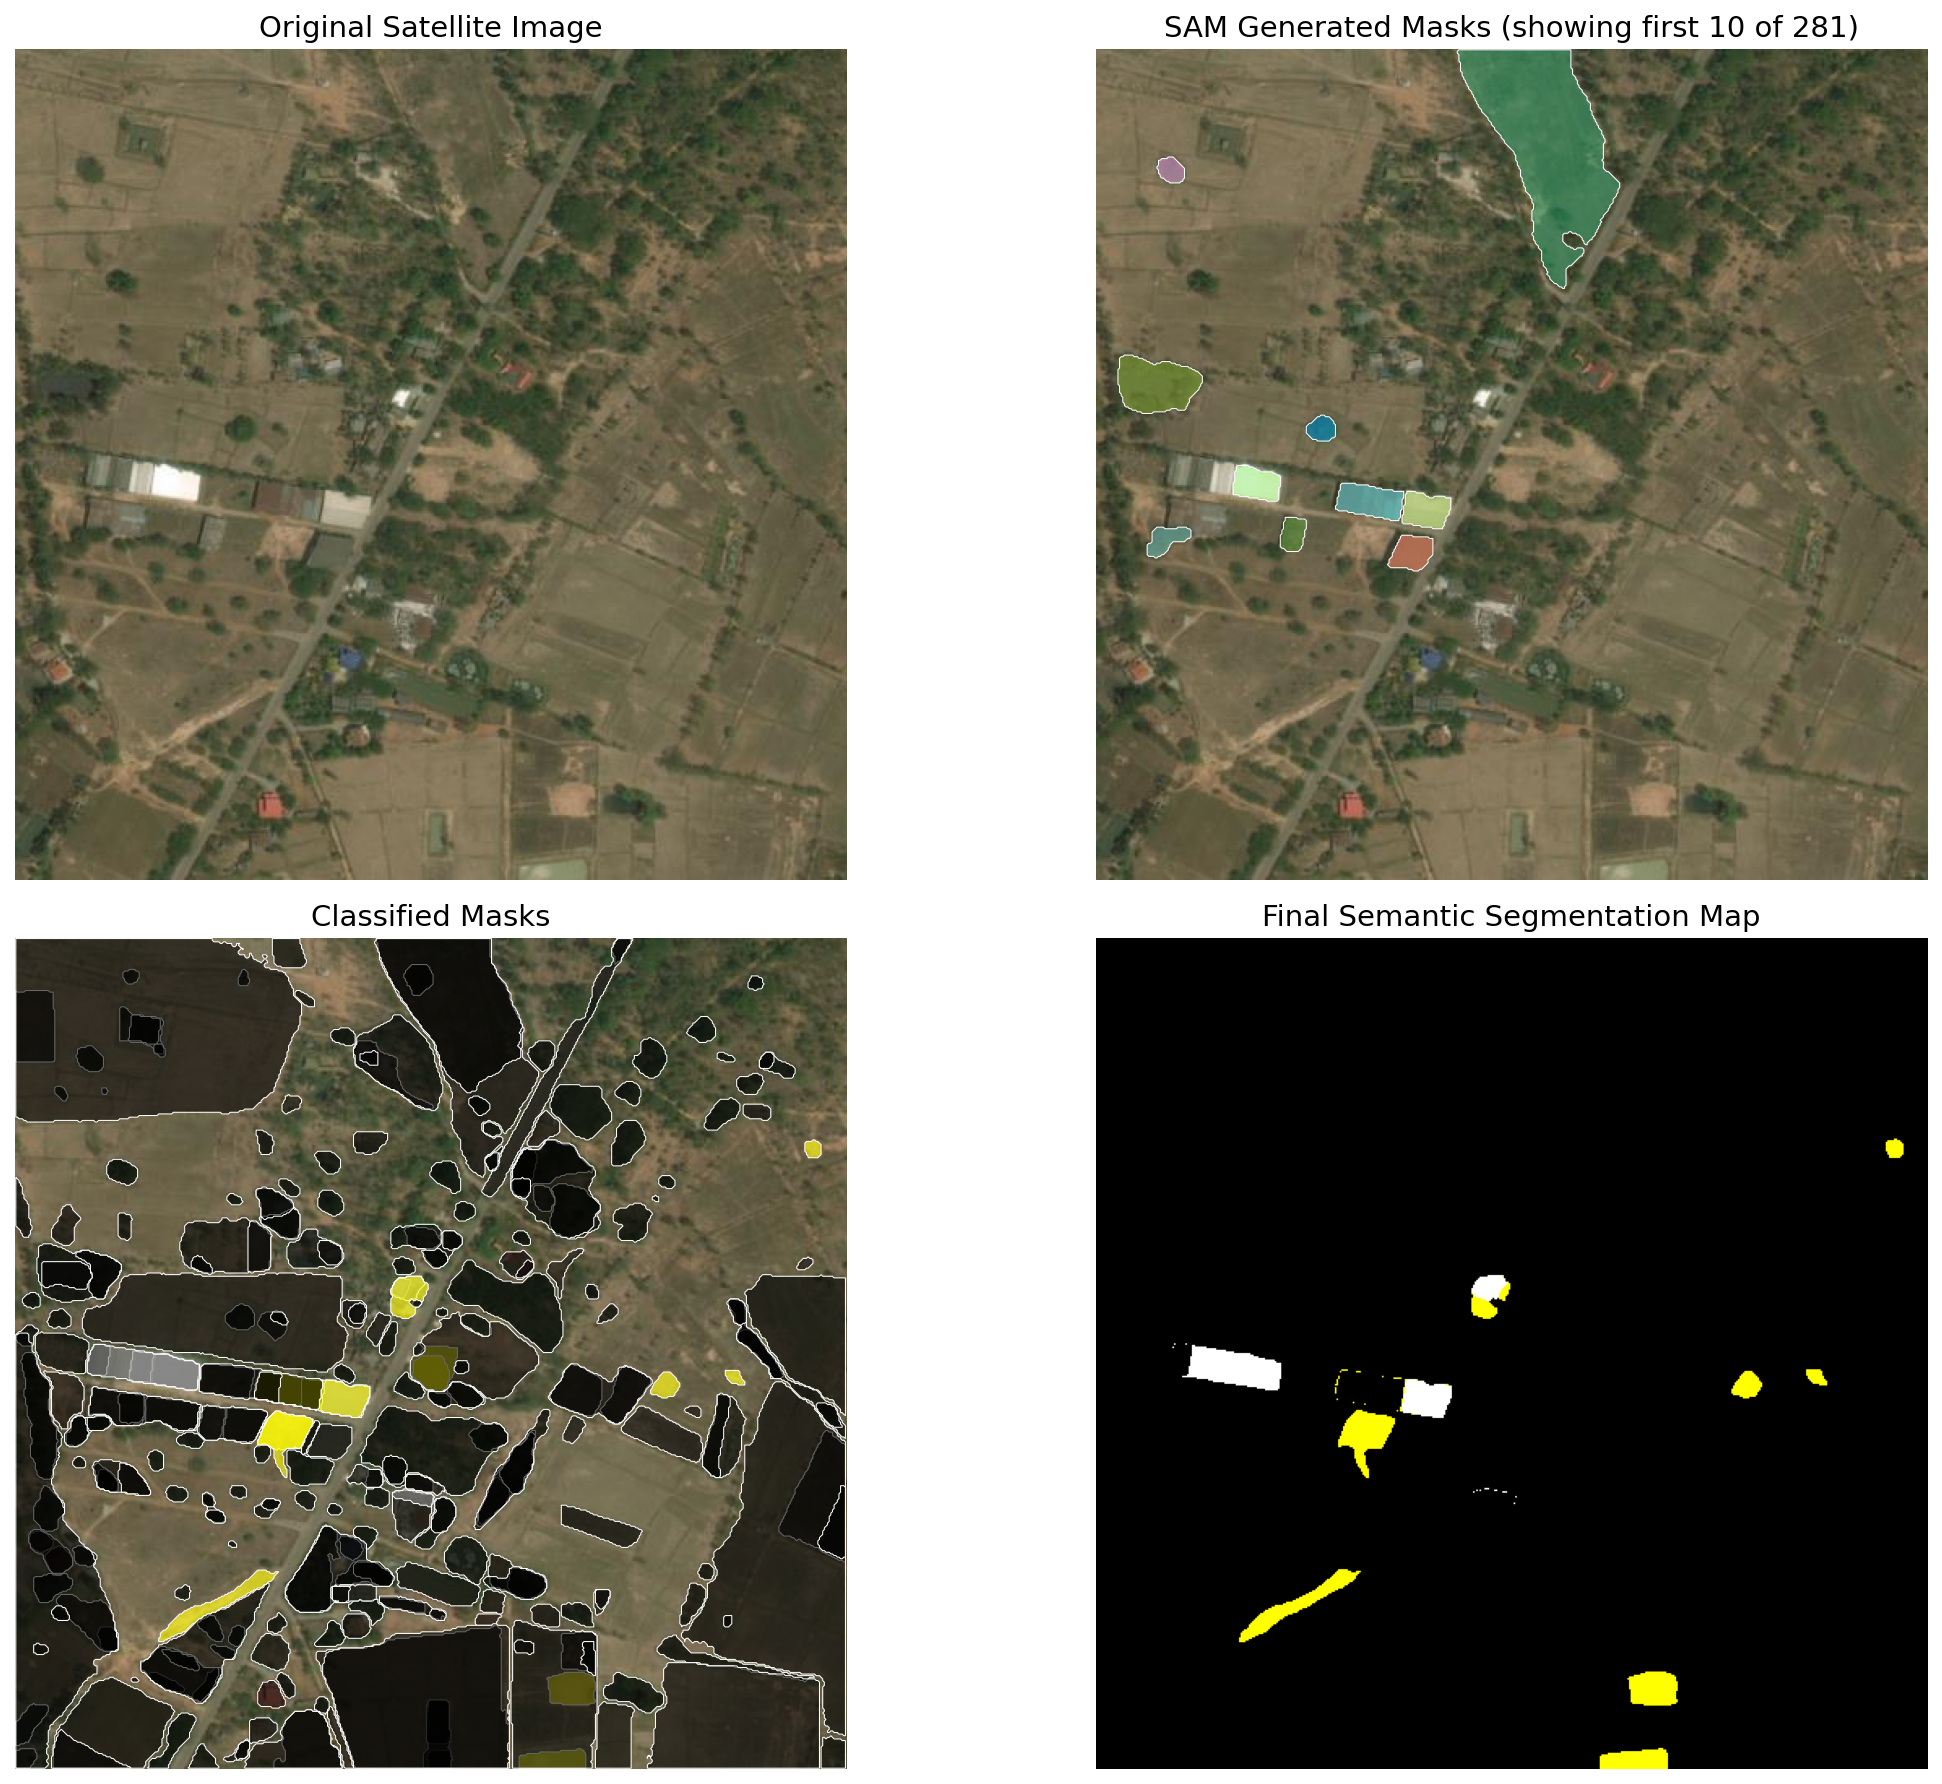 Original Satellite Image
SAM Generated Masks (showing first 10 of 281)
Classified Masks
Final Semantic Segmentation Map